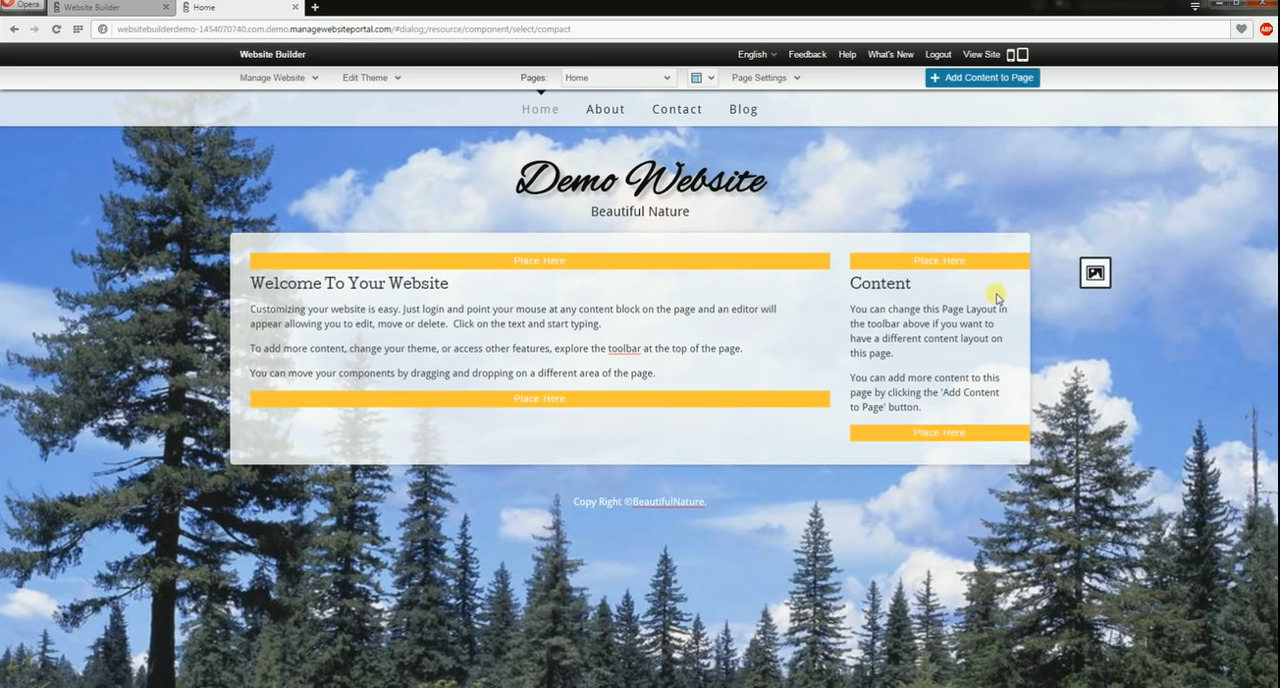 Opera
Website Builder
Home
websitebuilderdemo-1454070740.com.demo.managewebsiteportal.com/#dialog;/resource/component/select/compact
ABP
Website Builder
English
Feedback
Help
What's New
Logout
View Site
Manage Website
Edit Theme
Pages:
Home
Page Settings
+ Add Content to Page
Home
About
Contact
Blog
Demo Website
Beautiful Nature
Place Here
Welcome To Your Website
Customizing your website is easy. Just login and point your mouse at any content block on the page and an editor will
appear allowing you to edit, move or delete. Click on the text and start typing.
To add more content, change your theme, or access other features, explore the toolbar at the top of the page.
You can move your components by dragging and dropping on a different area of the page.
Place Here
Place Here
Content
You can change this Page Layout in
the toolbar above if you want to
have a different content layout on
this page.
You can add more content to this
page by clicking the 'Add Content
to Page' button.
Place Here
Copy Right ©BeautifulNature.